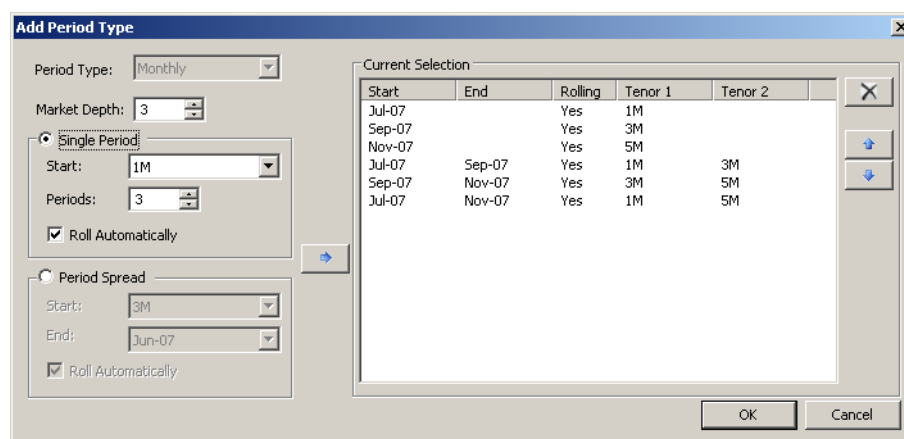 Add Period Type
Period Type: Monthly
Market Depth: 3
Single Period
Start: 1M
Periods: 3
Roll Automatically
Period Spread
Start: 3M
End: Jun-07
Roll Automatically
Current Selection
Start End Rolling Tenor 1 Tenor 2
Jul-07 Yes 1M
Sep-07 Yes 3M
Nov-07 Yes 5M
Jul-07 Sep-07 Yes 1M 3M
Sep-07 Nov-07 Yes 3M 5M
Jul-07 Nov-07 Yes 1M 5M
OK Cancel